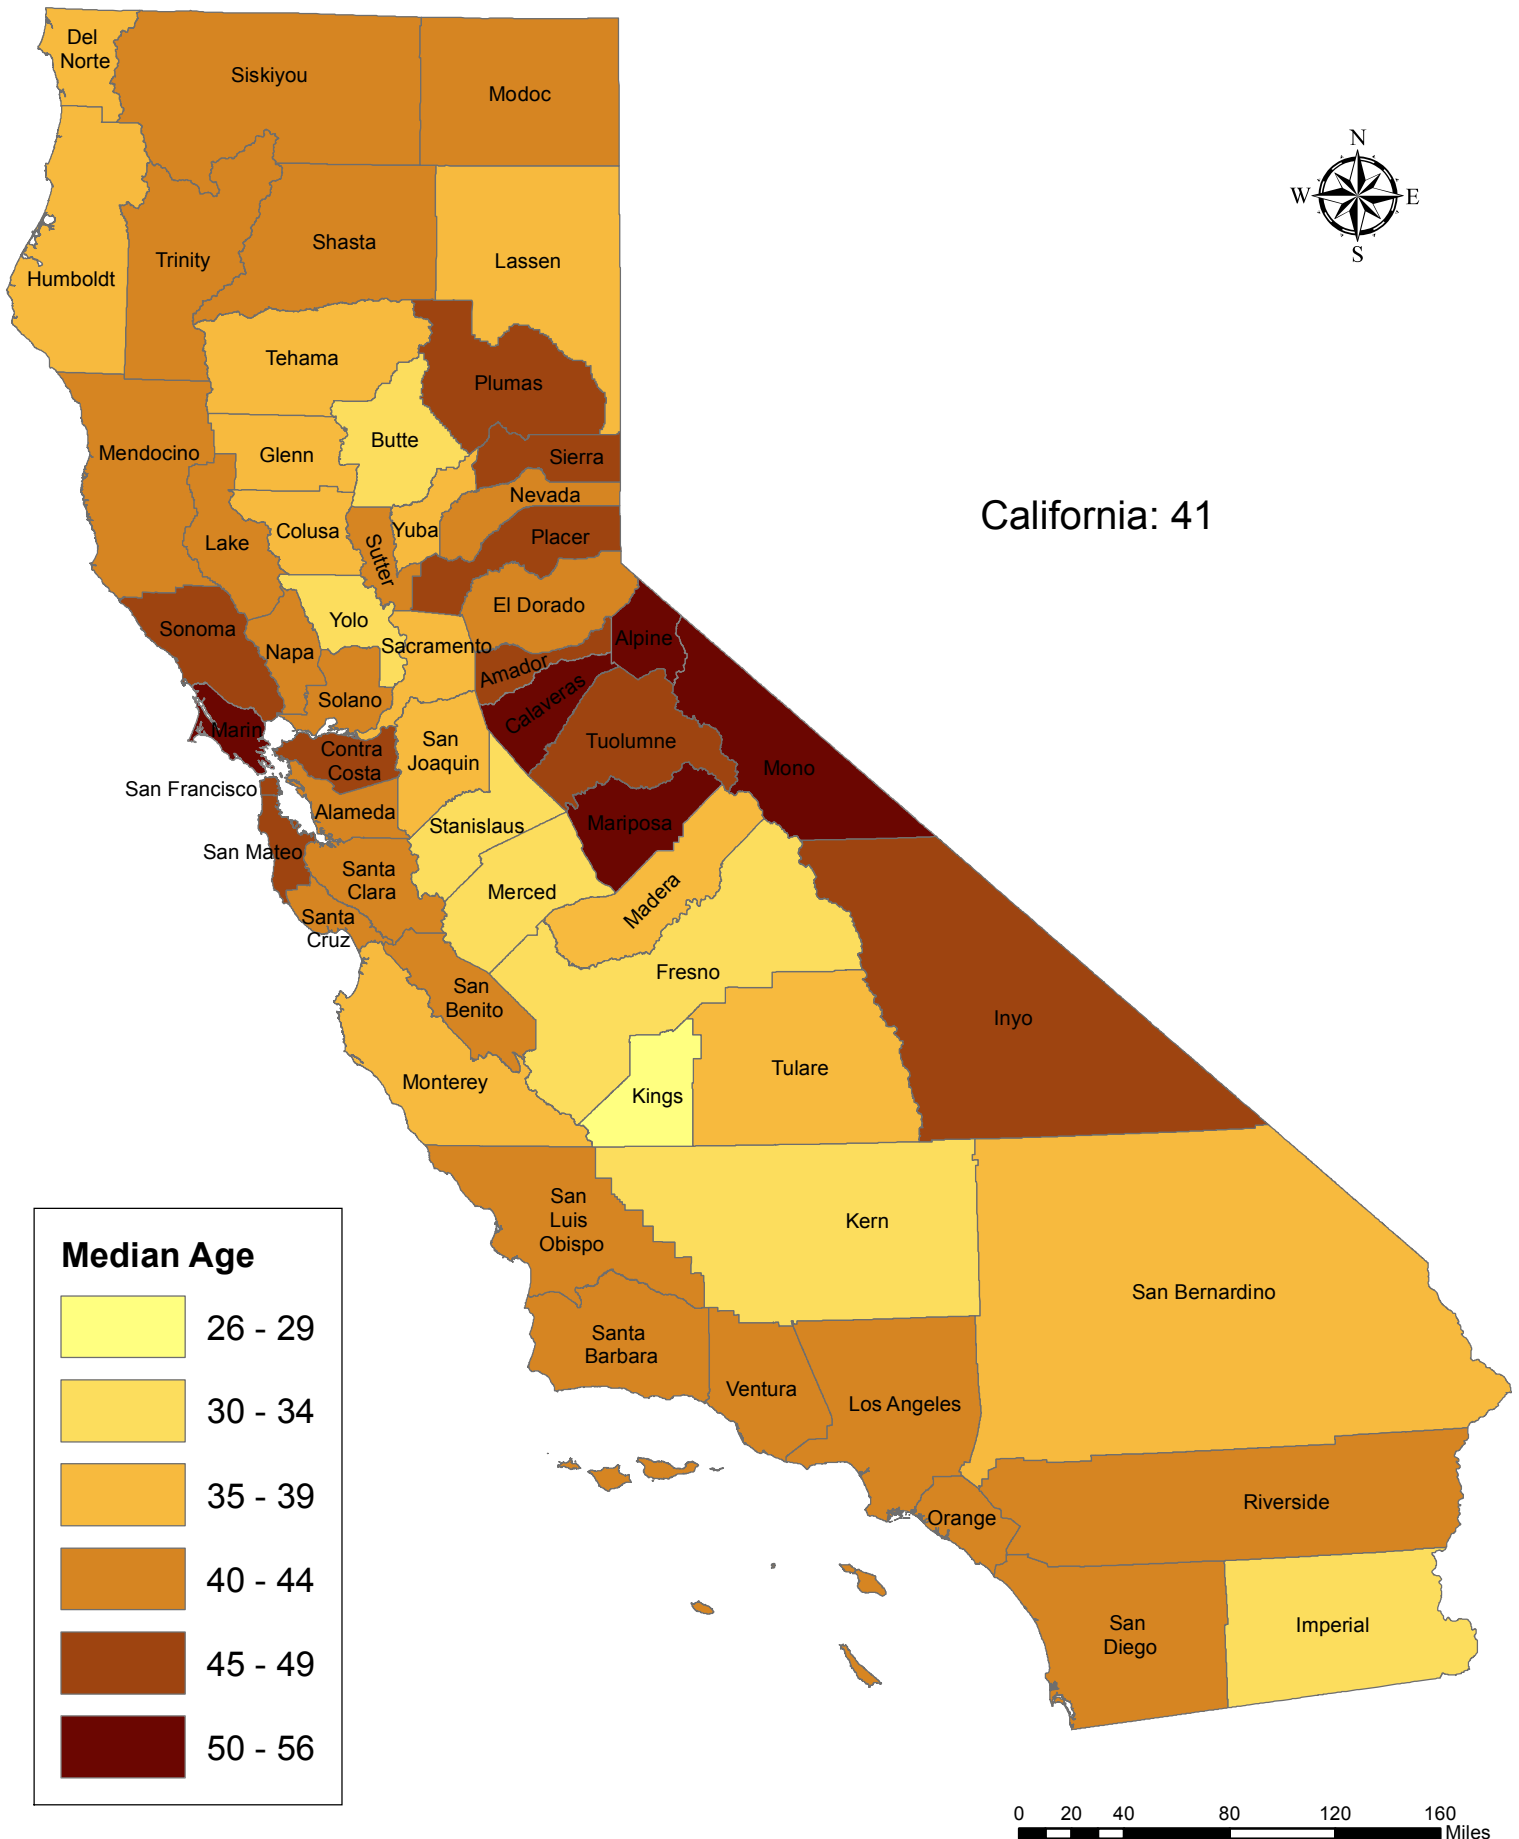 Del
Norte
Siskiyou
Modoc
N
W
E
S
Humboldt
Trinity
Shasta
Lassen
Tehama
Plumas
Butte
Mendocino
Glenn
Sierra
Nevada
Colusa
Yuba
Sutter
Placer
Lake
California: 41
El Dorado
Yolo
Sonoma
Napa
Sacramento
Alpine
Amador
Solano
Calaveras
Marin
Contra
Costa
San
Joaquin
Tuolumne
Mono
San Francisco
Alameda
Stanislaus
Mariposa
San Mateo
Santa
Clara
Merced
Madera
Santa
Cruz
Fresno
San
Benito
Inyo
Monterey
Kings
Tulare
San
Luis
Obispo
Kern
San Bernardino
Santa
Barbara
Ventura
Los Angeles
Orange
Riverside
San
Diego
Imperial
Median Age
26 - 29
30 - 34
35 - 39
40 - 44
45 - 49
50 - 56
0 20 40 80 120 160
Miles